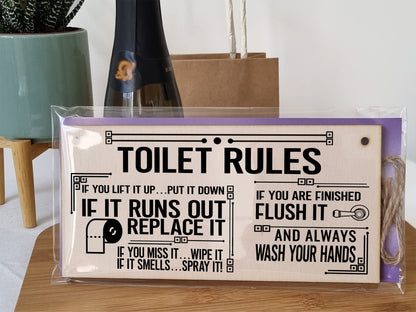 TOILET RULES
IF YOU LIFT IT UP...PUT IT DOWN
IF IT RUNS OUT
REPLACE IT
IF YOU MISS IT...WIPE IT
IF IT SMELLS...SPRAY IT!
IF YOU ARE FINISHED
FLUSH IT
AND ALWAYS
WASH YOUR HANDS